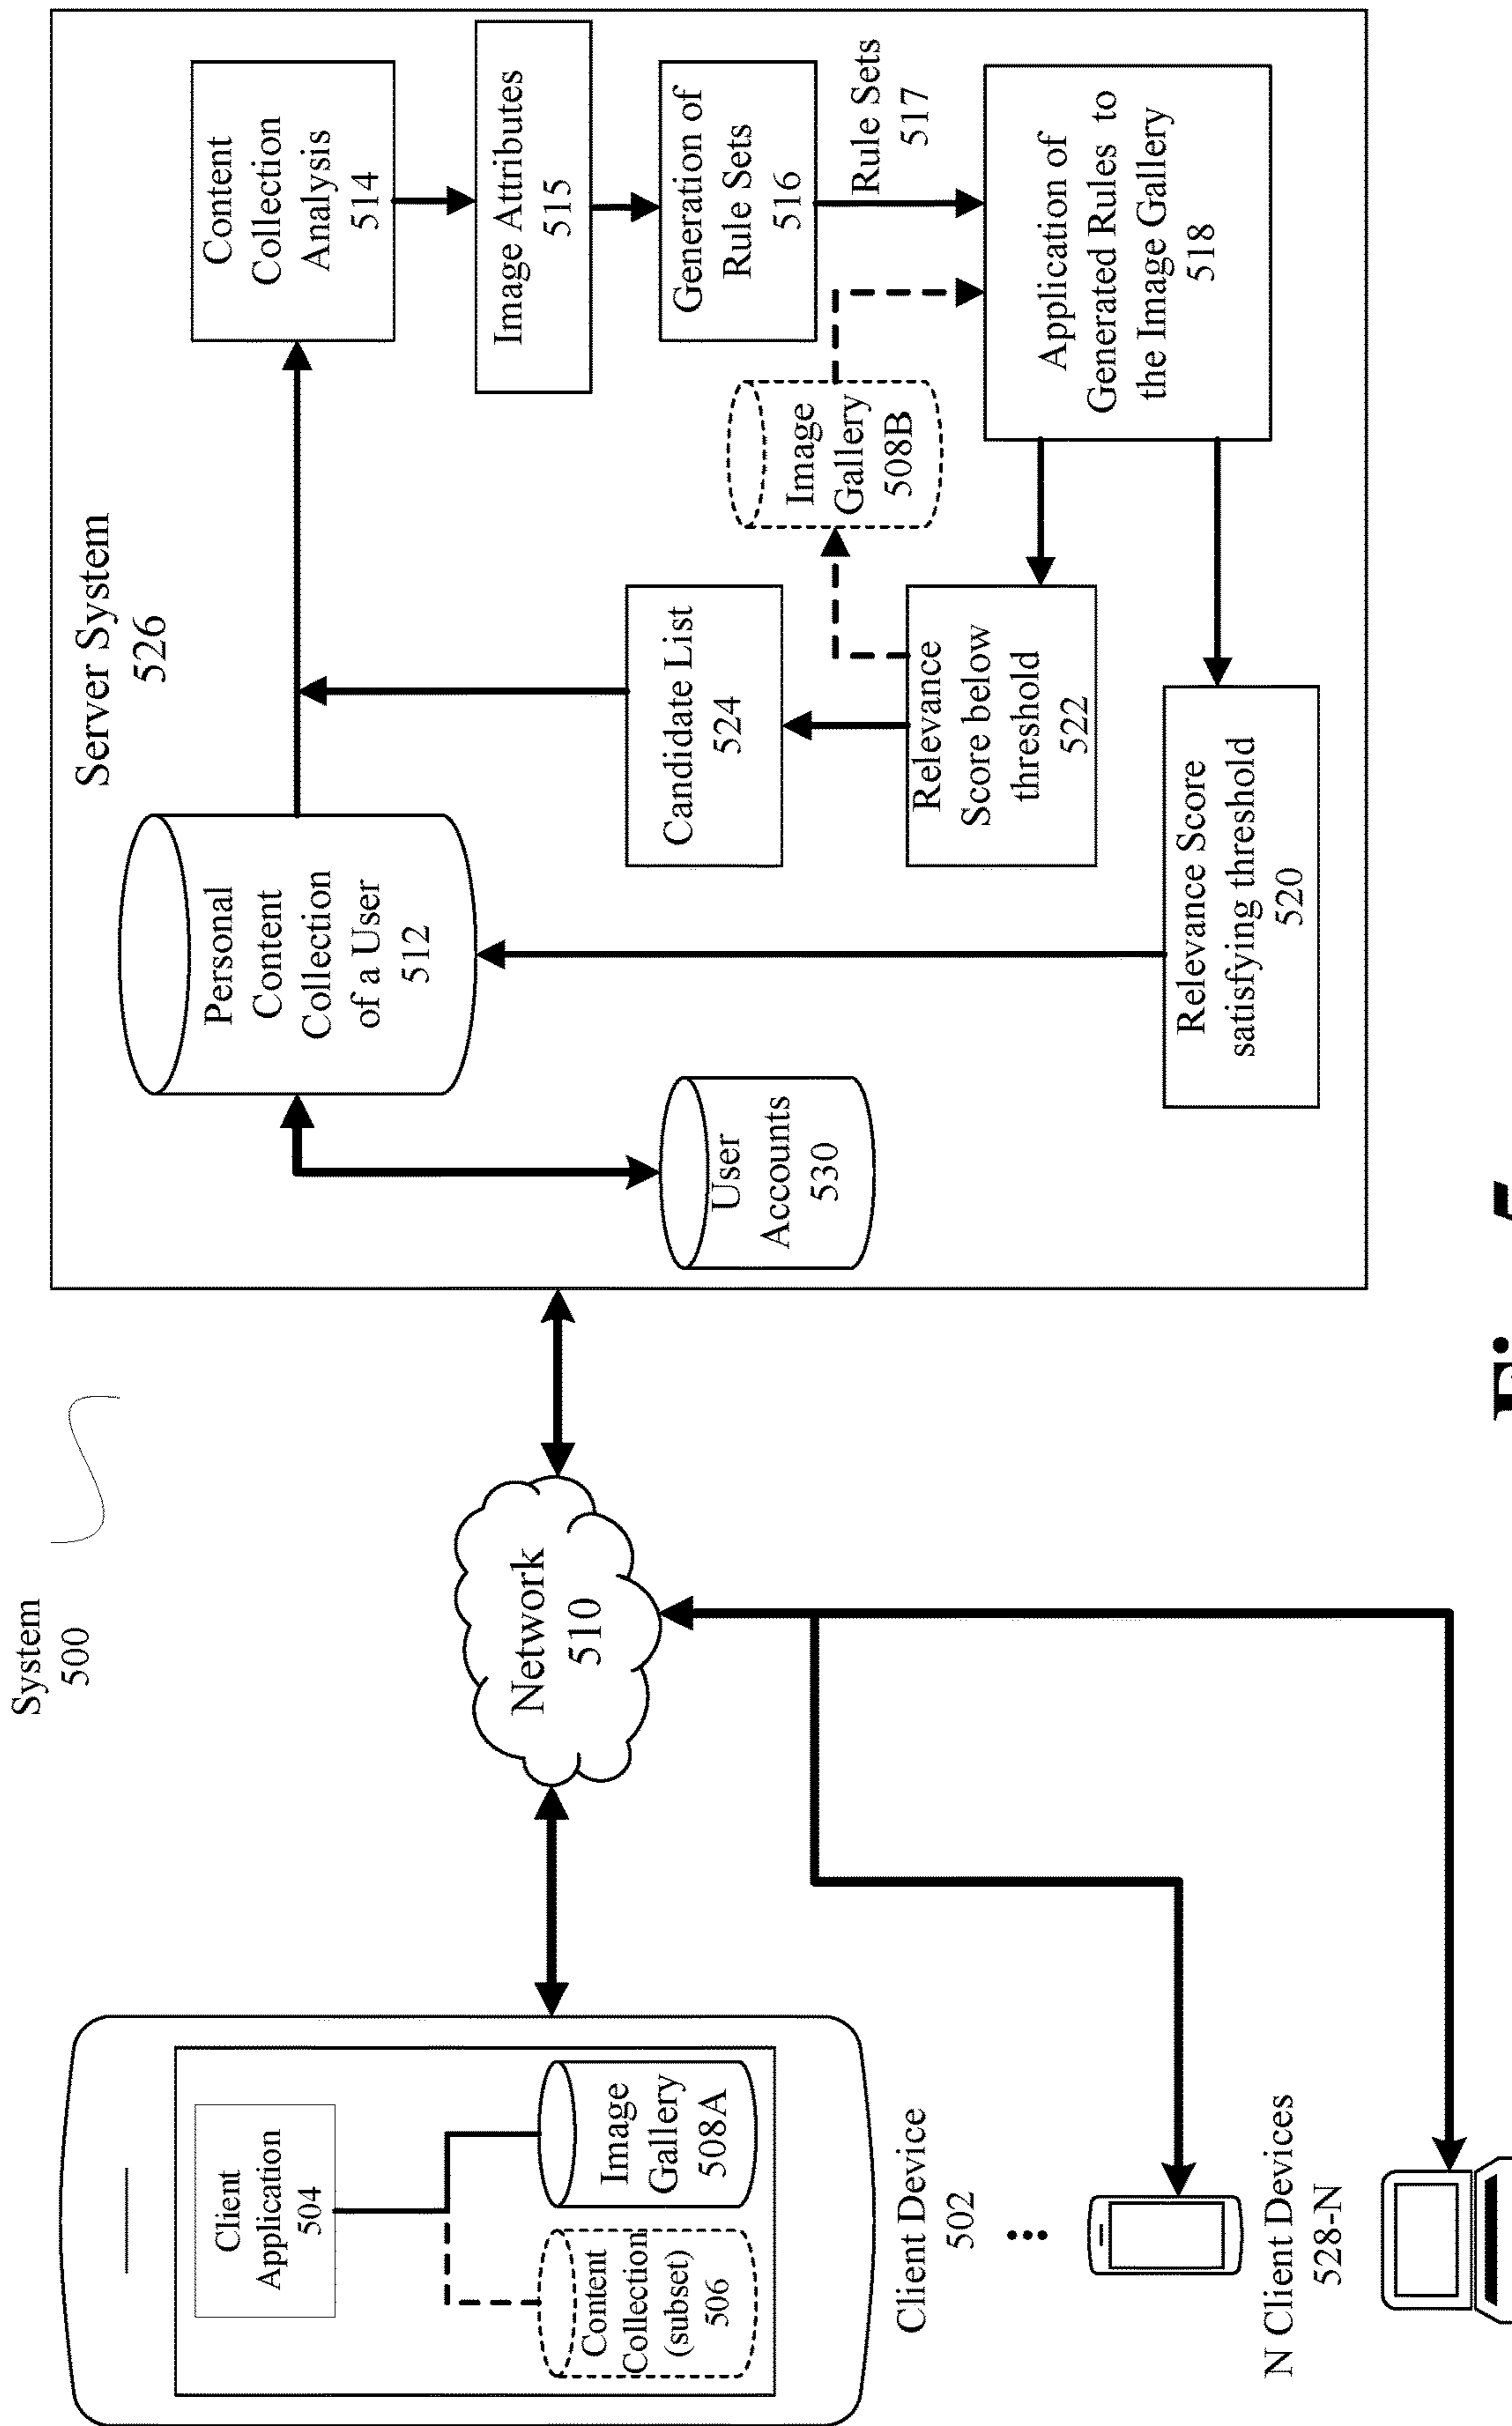 System
500
Client
Application
504
Content
Collection
(subset)
506
Image
Gallery
508A
Client Device
502
N Client Devices
528-N
Network
510
Server System
526
Personal
Content
Collection
of a User
512
User
Accounts
530
Content
Collection
Analysis
514
Image Attributes
515
Generation of
Rule Sets
516
Rule Sets
517
Application of
Generated Rules to
the Image Gallery
518
Image
Gallery
508B
Candidate List
524
Relevance
Score below
threshold
522
Relevance Score
satisfying threshold
520